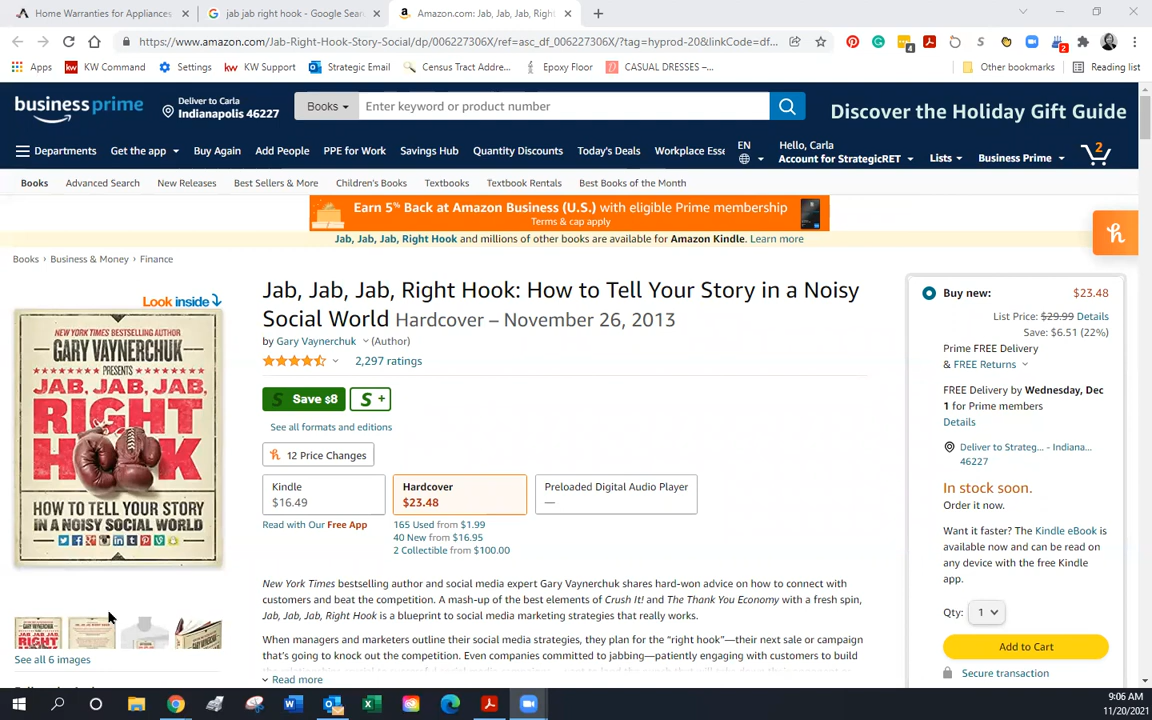 Home Warranties for Appliances
jab jab right hook - Google Sear
Amazon.com: Jab, Jab, Jab, Right
https://www.amazon.com/Jab-Right-Hook-Story-Social/dp/006227306X/ref=asc_df_006227306X/?tag=hyprod-20&linkCode=df...
Apps KW Command Settings KW Support Strategic Email Census Tract Addre... Epoxy Floor CASUAL DRESSES –... Other bookmarks Reading list
business prime
Deliver to Carla
Indianapolis 46227
Books
Enter keyword or product number
Discover the Holiday Gift Guide
Departments Get the app Buy Again Add People PPE for Work Savings Hub Quantity Discounts Today's Deals Workplace Esse
EN
Hello, Carla
Account for StrategicRET
Lists
Business Prime
2
Books Advanced Search New Releases Best Sellers & More Children's Books Textbooks Textbook Rentals Best Books of the Month
Earn 5% Back at Amazon Business (U.S.) with eligible Prime membership
Terms & cap apply
Jab, Jab, Jab, Right Hook and millions of other books are available for Amazon Kindle. Learn more
Books › Business & Money › Finance
Look inside
NEW YORK TIMES BESTSELLING AUTHOR
GARY VAYNERCHUK
PRESENTS
JAB, JAB, JAB,
RIGHT
HOOK
HOW TO TELL YOUR STORY
IN A NOISY SOCIAL WORLD
See all 6 images
Jab, Jab, Jab, Right Hook: How to Tell Your Story in a Noisy
Social World Hardcover – November 26, 2013
by Gary Vaynerchuk (Author)
2,297 ratings
Save $8
S +
See all formats and editions
12 Price Changes
Kindle
$16.49
Hardcover
$23.48
Preloaded Digital Audio Player
—
Read with Our Free App
165 Used from $1.99
40 New from $16.95
2 Collectible from $100.00
New York Times bestselling author and social media expert Gary Vaynerchuk shares hard-won advice on how to connect with
customers and beat the competition. A mash-up of the best elements of Crush It! and The Thank You Economy with a fresh spin,
Jab, Jab, Jab, Right Hook is a blueprint to social media marketing strategies that really works.
When managers and marketers outline their social media strategies, they plan for the “right hook”—their next sale or campaign
that's going to knock out the competition. Even companies committed to jabbing—patiently engaging with customers to build
Read more
Buy new: $23.48
List Price: $29.99 Details
Save: $6.51 (22%)
Prime FREE Delivery
& FREE Returns
FREE Delivery by Wednesday, Dec
1 for Prime members
Details
Deliver to Strateg... - Indiana...
46227
In stock soon.
Order it now.
Want it faster? The Kindle eBook is
available now and can be read on
any device with the free Kindle
app.
Qty: 1
Add to Cart
Secure transaction
9:06 AM
11/20/2021